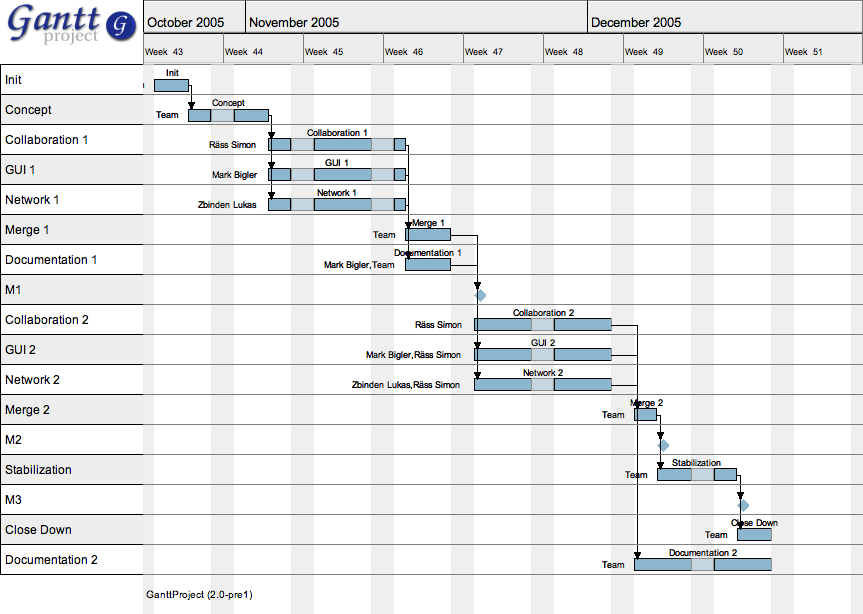 Gantt G
project
October 2005 November 2005 December 2005
Week 43 Week 44 Week 45 Week 46 Week 47 Week 48 Week 49 Week 50 Week 51
Init Init
Concept Team Concept
Collaboration 1 Räss Simon Collaboration 1
GUI 1 Mark Bigler GUI 1
Network 1 Zbinden Lukas Network 1
Merge 1 Team Merge 1
Documentation 1 Mark Bigler,Team Documentation 1
M1
Collaboration 2 Räss Simon Collaboration 2
GUI 2 Mark Bigler,Räss Simon GUI 2
Network 2 Zbinden Lukas,Räss Simon Network 2
Merge 2 Team Merge 2
M2
Stabilization Team Stabilization
M3
Close Down Team Close Down
Documentation 2 Team Documentation 2
GanttProject (2.0-pre1)